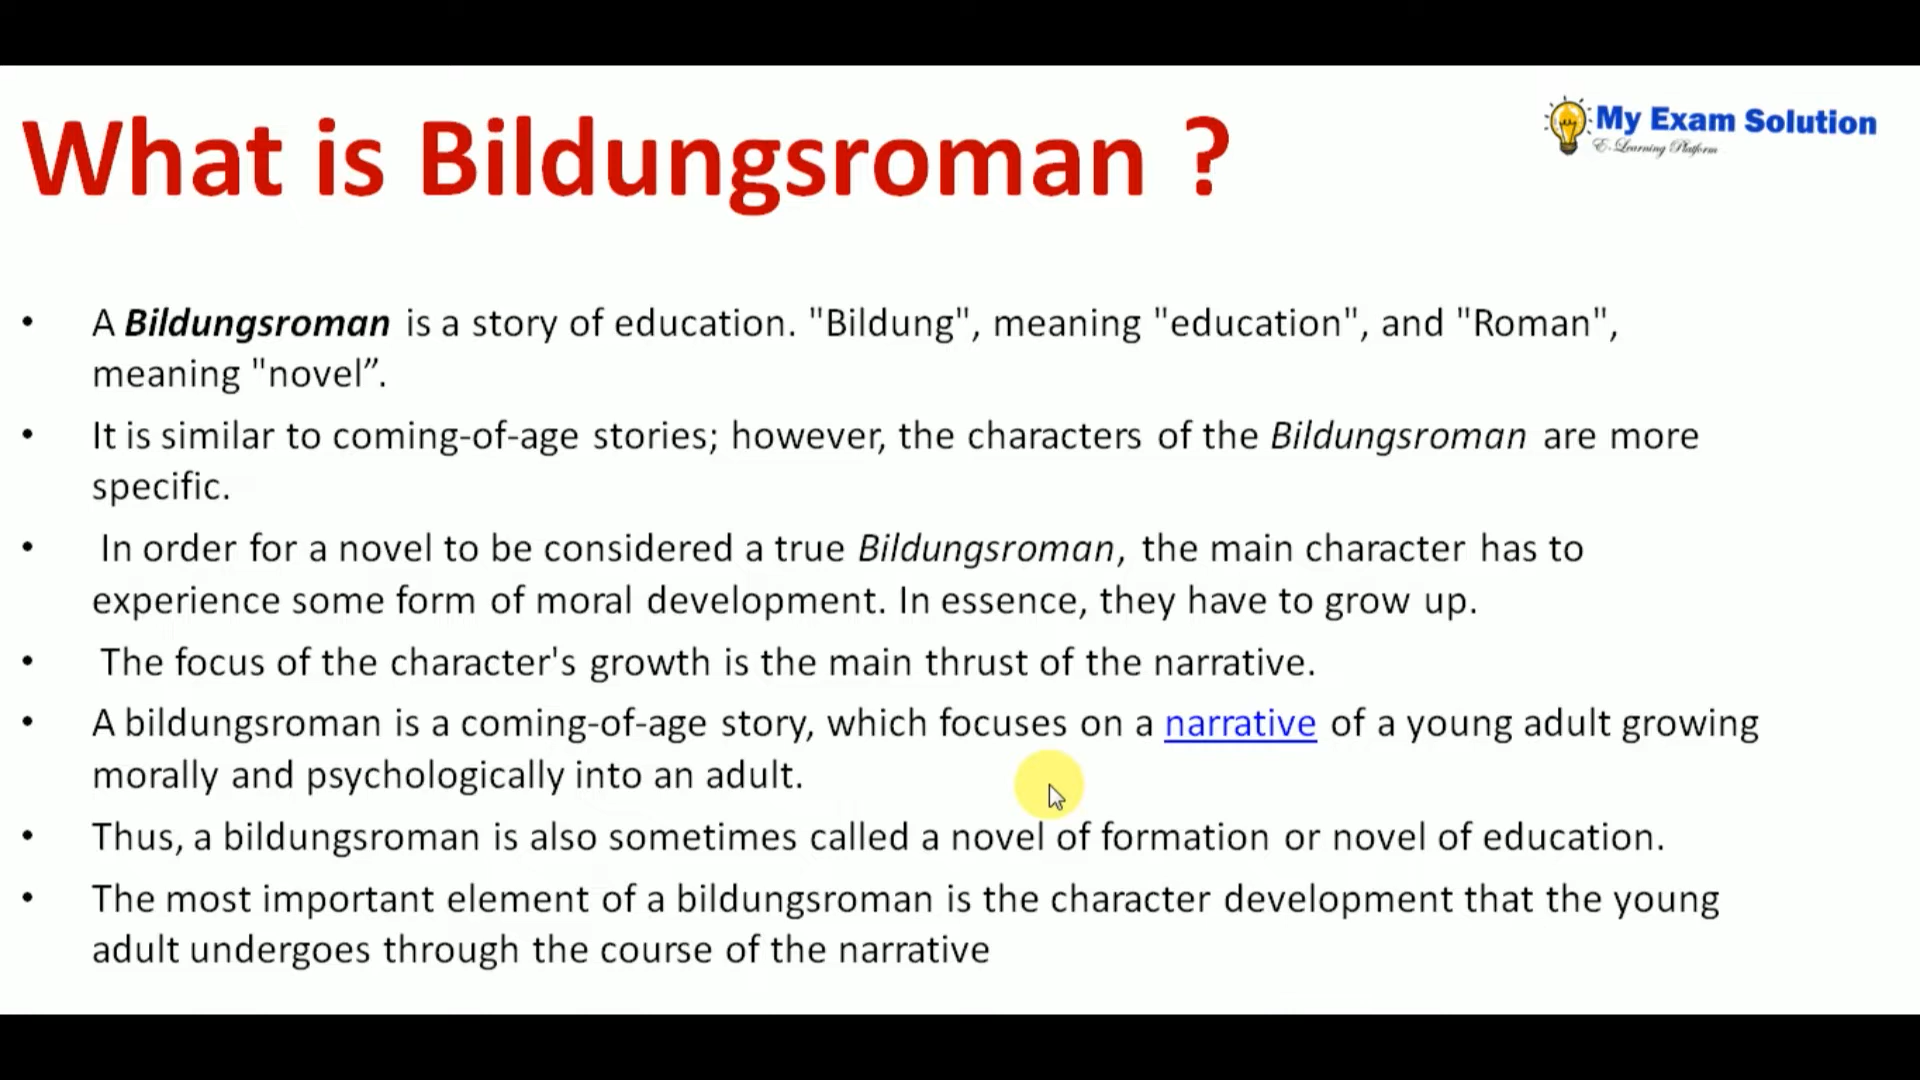 What is Bildungsroman ?
My Exam Solution
E-Learning Platform
• A Bildungsroman is a story of education. "Bildung", meaning "education", and "Roman",
meaning "novel”.
• It is similar to coming-of-age stories; however, the characters of the Bildungsroman are more
specific.
• In order for a novel to be considered a true Bildungsroman, the main character has to
experience some form of moral development. In essence, they have to grow up.
• The focus of the character's growth is the main thrust of the narrative.
• A bildungsroman is a coming-of-age story, which focuses on a narrative of a young adult growing
morally and psychologically into an adult.
• Thus, a bildungsroman is also sometimes called a novel of formation or novel of education.
• The most important element of a bildungsroman is the character development that the young
adult undergoes through the course of the narrative